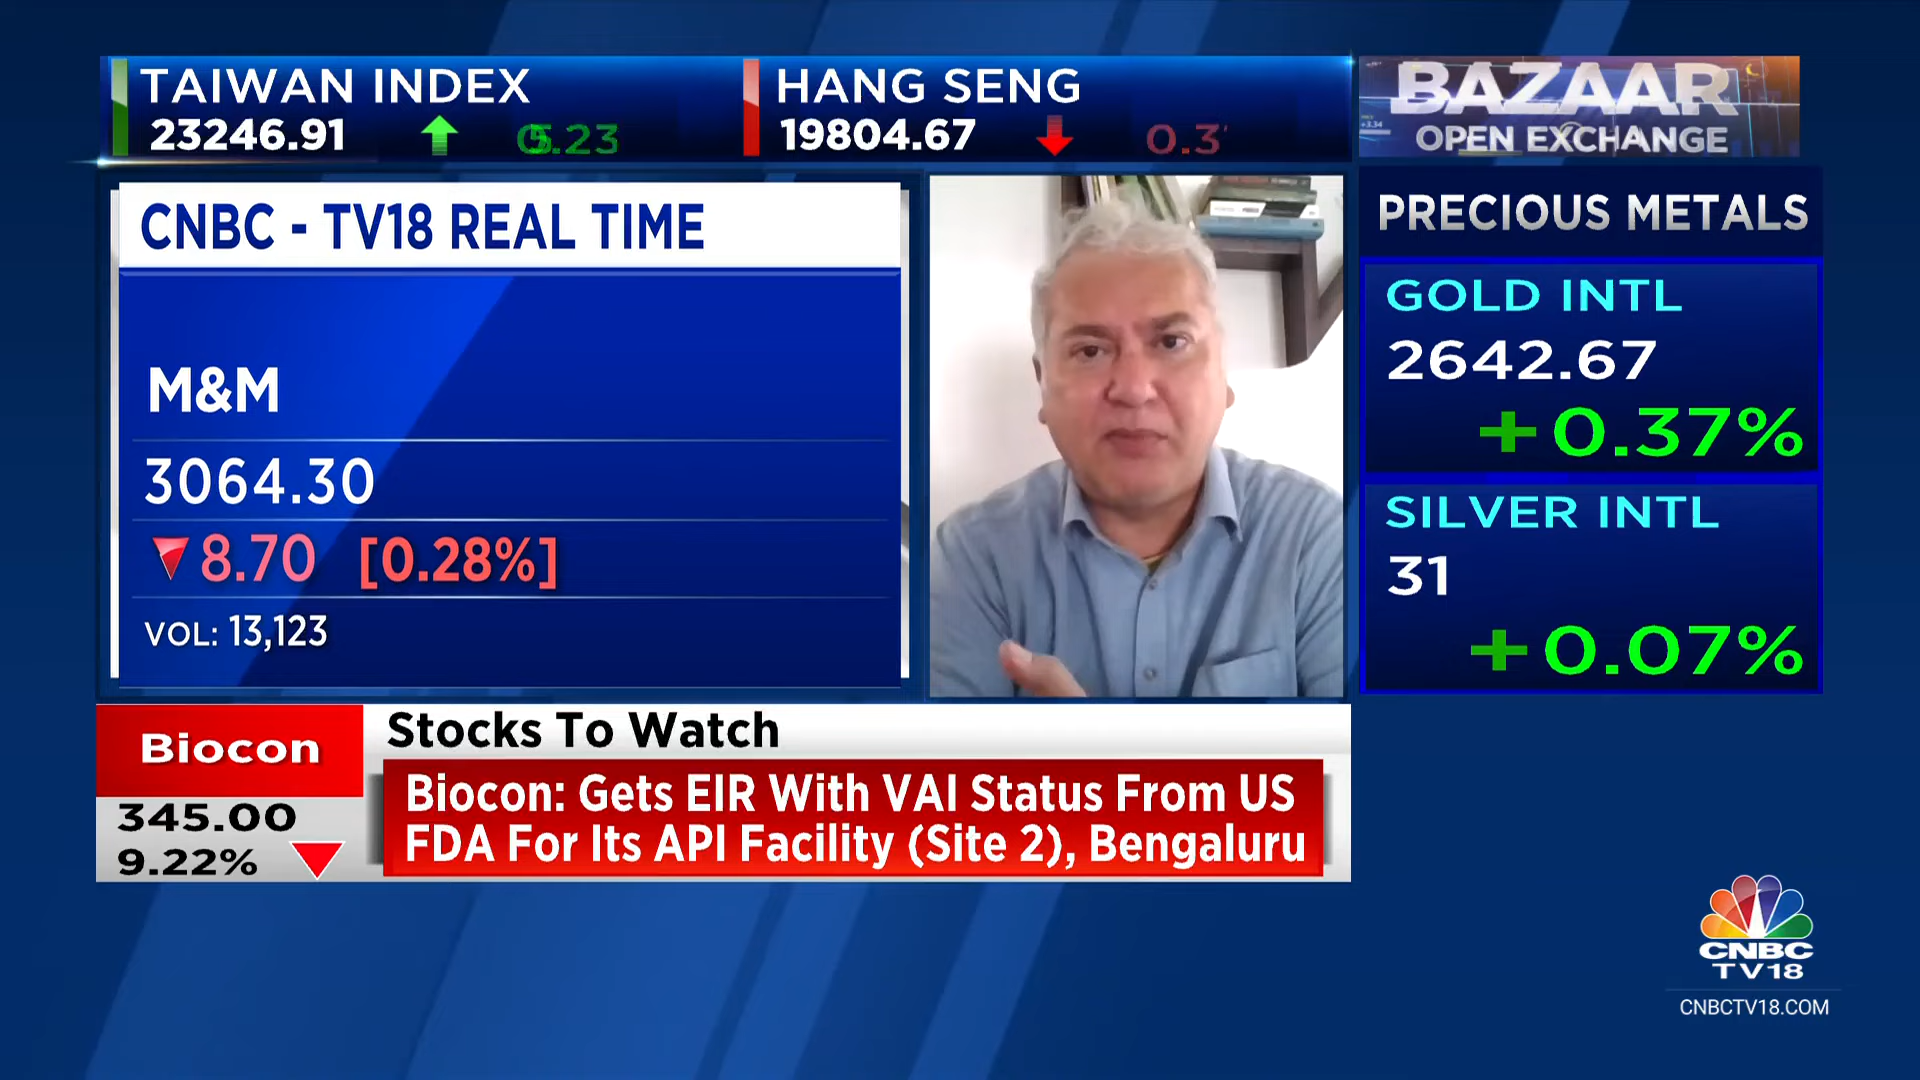 TAIWAN INDEX
23246.91
HANG SENG
19804.67
BAZAAR
OPEN EXCHANGE
CNBC - TV18 REAL TIME
M&M
3064.30
8.70 [0.28%]
VOL: 13,123
PRECIOUS METALS
GOLD INTL
2642.67
+0.37%
SILVER INTL
31
+0.07%
Biocon
345.00
9.22%
Stocks To Watch
Biocon: Gets EIR With VAI Status From US
FDA For Its API Facility (Site 2), Bengaluru
CNBC
TV18
CNBCTV18.COM